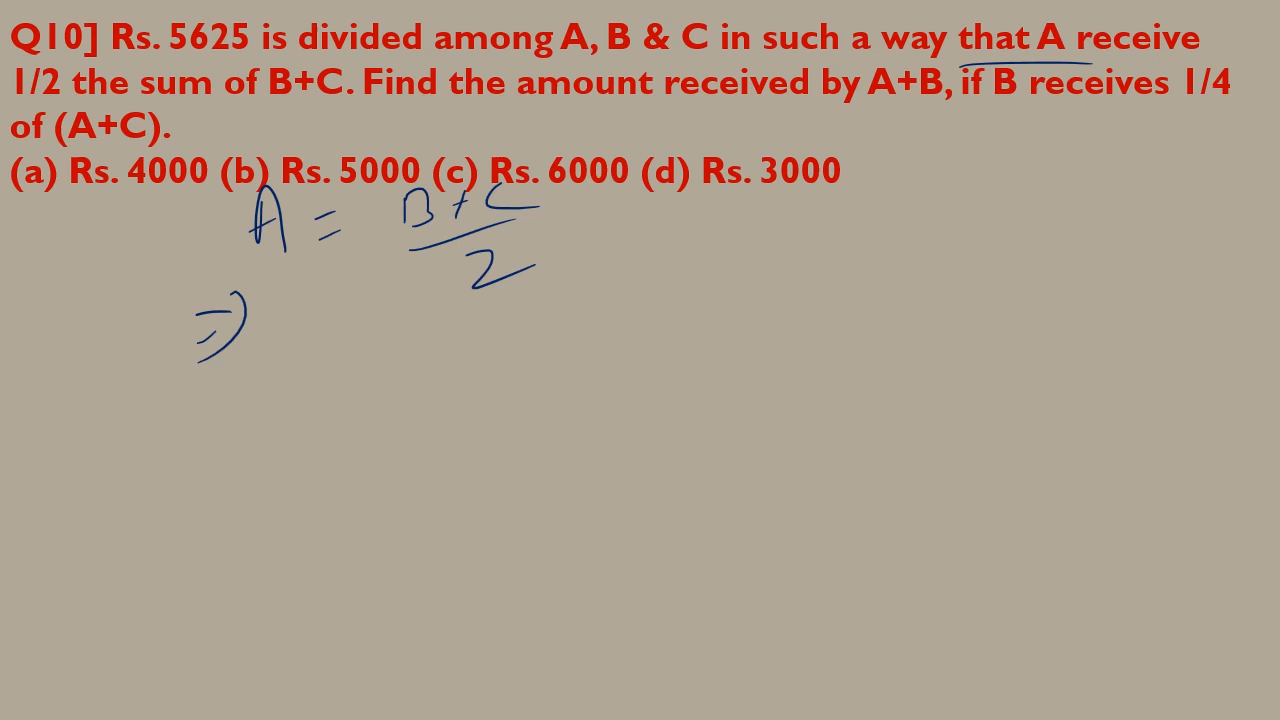 Q10] Rs. 5625 is divided among A, B & C in such a way that A receive
1/2 the sum of B+C. Find the amount received by A+B, if B receives 1/4
of (A+C).
(a) Rs. 4000 (b) Rs. 5000 (c) Rs. 6000 (d) Rs. 3000
A = B+C
2
⇒